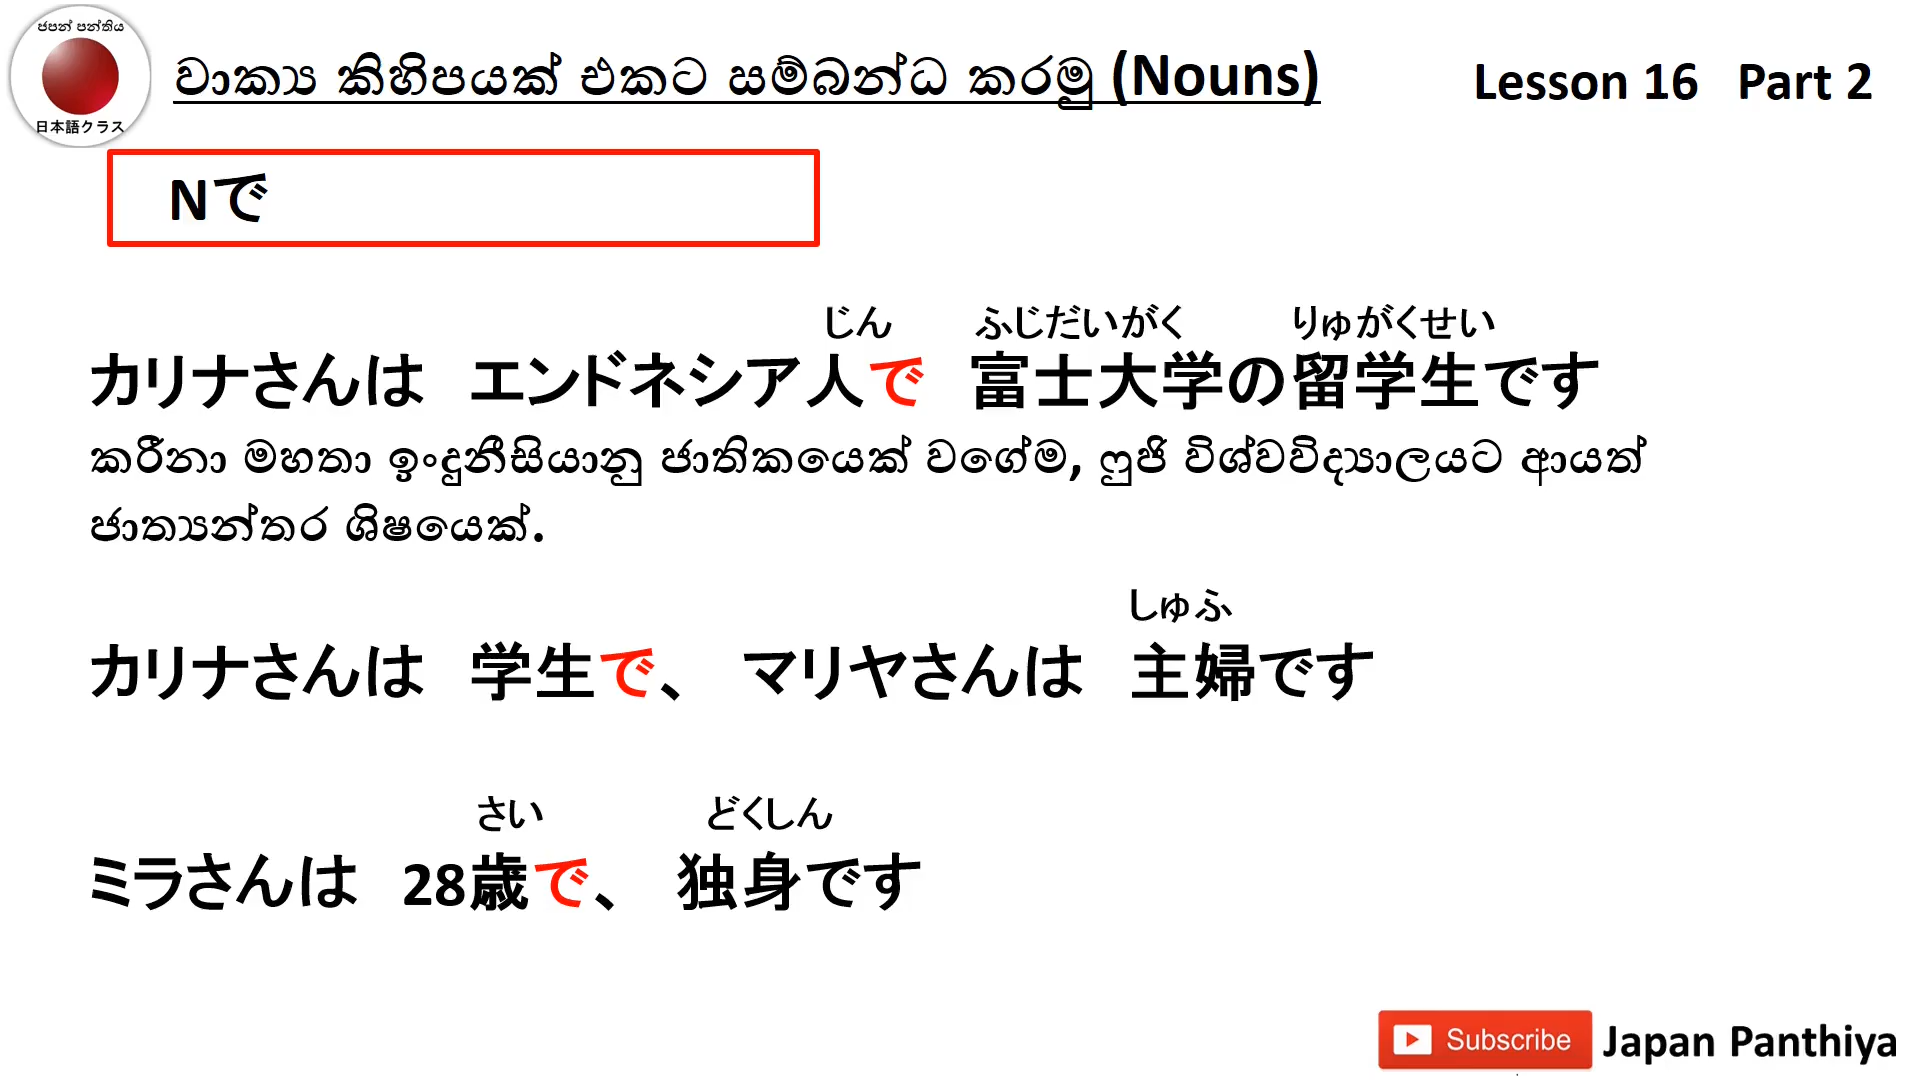 ජපන් පන්තිය
日本語クラス
වාක්‍ය කිහිපයක් එකට සම්බන්ධ කරමු (Nouns)
Lesson 16 Part 2
Nで
じん ふじだいがく りゅがくせい
カリナさんは エンドネシア人で 富士大学の留学生です
කරීනා මහතා ඉංදුනීසියානු ජාතිකයෙක් වගේම, ෆුජි විශ්වවිද්‍යාලයට ආයත්
ජාත්‍යන්තර ශිෂයෙක්.
しゅふ
カリナさんは 学生で、 マリヤさんは 主婦です
さい どくしん
ミラさんは 28歳で、 独身です
Subscribe Japan Panthiya